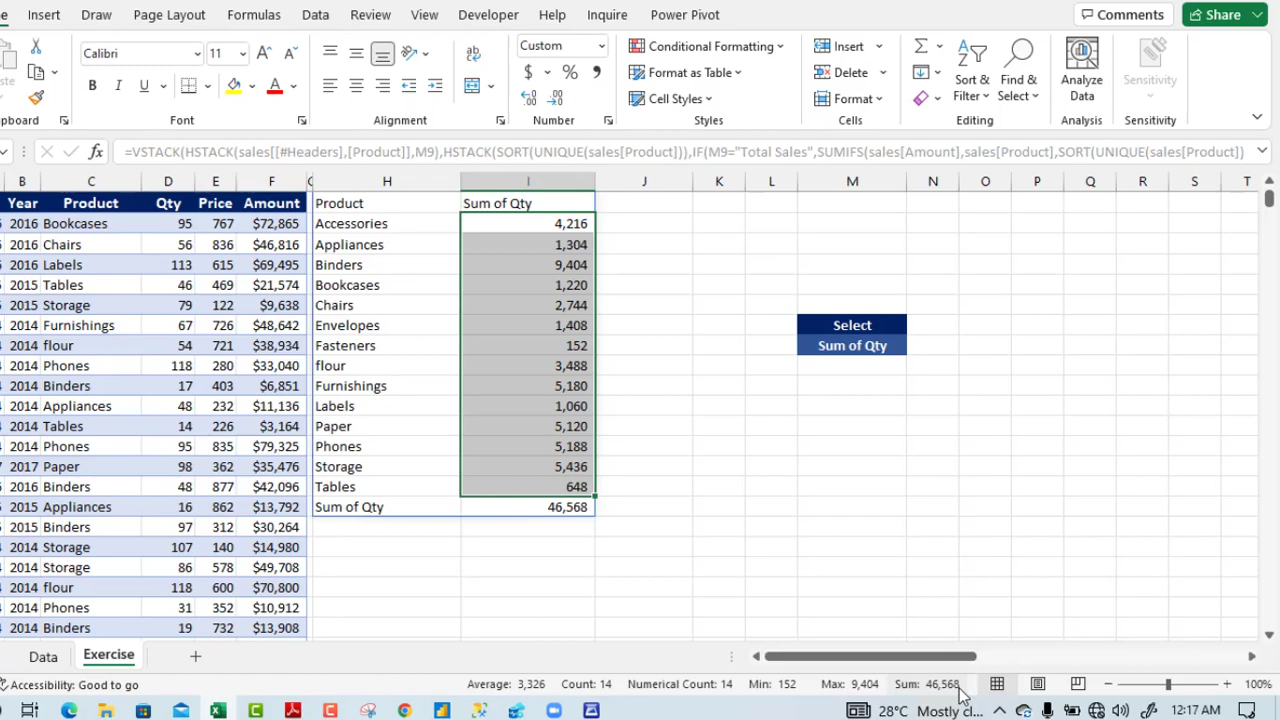 Insert Draw Page Layout Formulas Data Review View Developer Help Inquire Power Pivot Comments Share
Calibri 11 Custom Conditional Formatting Insert
B I U A $ % Format as Table Delete Sort & Filter Find & Select Analyze Data Sensitivity
Cell Styles Format
Font Alignment Number Styles Cells Editing Analysis Sensitivity
fx =VSTACK(HSTACK(sales[[#Headers],[Product]],M9),HSTACK(SORT(UNIQUE(sales[Product])),IF(M9="Total Sales",SUMIFS(sales[Amount],sales[Product],SORT(UNIQUE(sales[Product])
B C D E F H I J K L M N O P Q R S T
Year Product Qty Price Amount Product Sum of Qty
2016 Bookcases 95 767 $72,865 Accessories 4,216
2016 Chairs 56 836 $46,816 Appliances 1,304
2016 Labels 113 615 $69,495 Binders 9,404
2015 Tables 46 469 $21,574 Bookcases 1,220
2015 Storage 79 122 $9,638 Chairs 2,744
2014 Furnishings 67 726 $48,642 Envelopes 1,408 Select
2014 flour 54 721 $38,934 Fasteners 152 Sum of Qty
2014 Phones 118 280 $33,040 flour 3,488
2014 Binders 17 403 $6,851 Furnishings 5,180
2014 Appliances 48 232 $11,136 Labels 1,060
2014 Tables 14 226 $3,164 Paper 5,120
2014 Phones 95 835 $79,325 Phones 5,188
2017 Paper 98 362 $35,476 Storage 5,436
2016 Binders 48 877 $42,096 Tables 648
2015 Appliances 16 862 $13,792 Sum of Qty 46,568
2015 Binders 97 312 $30,264
2014 Storage 107 140 $14,980
2014 Storage 86 578 $49,708
2014 flour 118 600 $70,800
2014 Phones 31 352 $10,912
2014 Binders 19 732 $13,908
Data Exercise
Accessibility: Good to go Average: 3,326 Count: 14 Numerical Count: 14 Min: 152 Max: 9,404 Sum: 46,568 100%
28°C Mostly cl... 12:17 AM